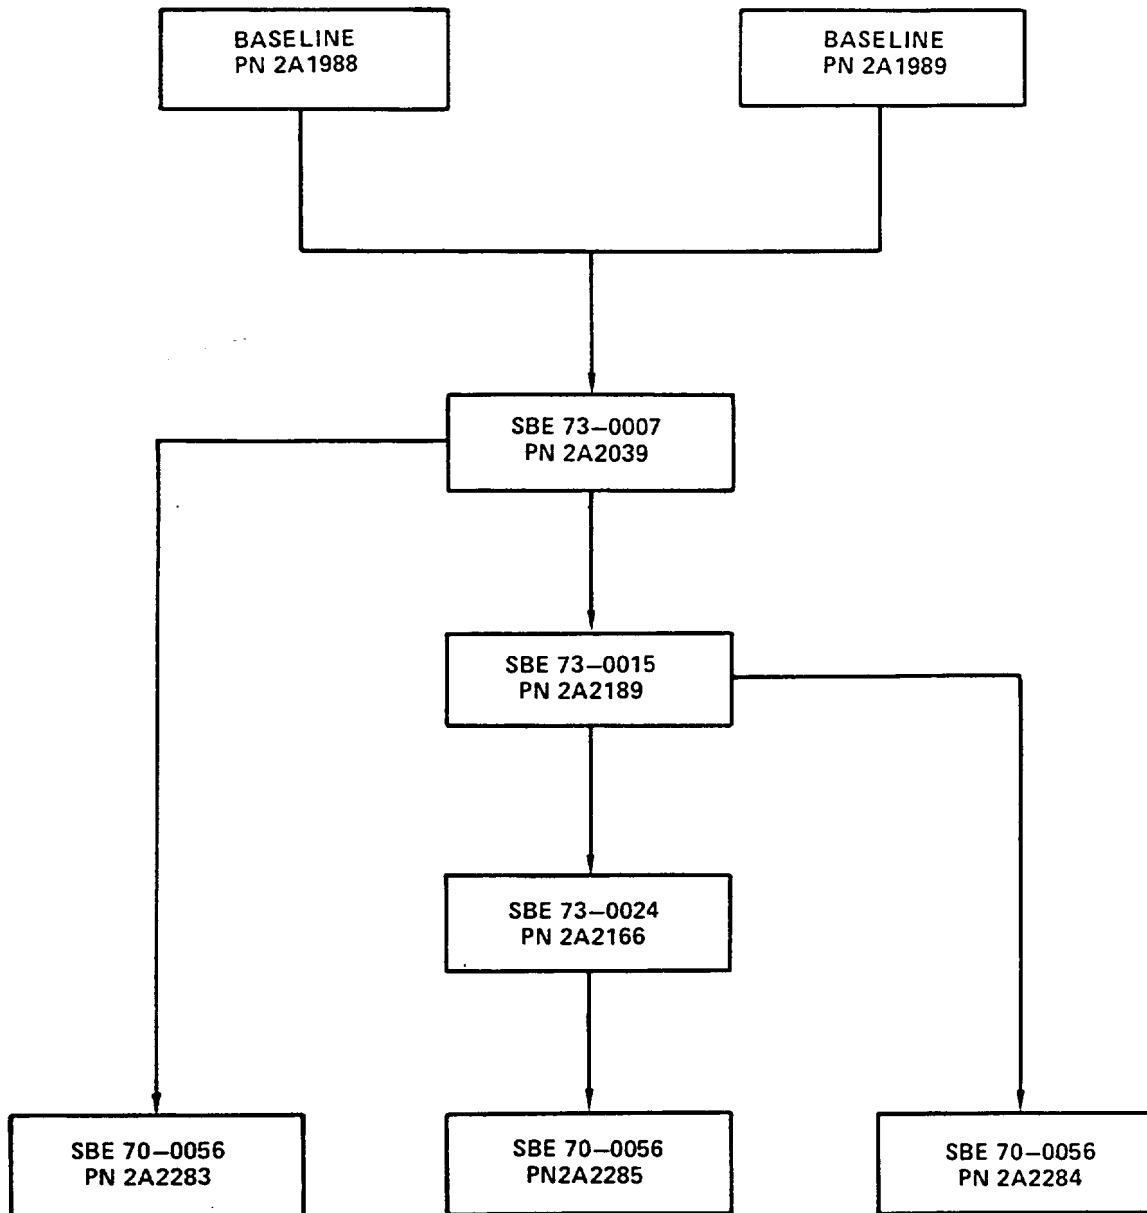 BASELINE
PN 2A1988
BASELINE
PN 2A1989
SBE 73–0007
PN 2A2039
SBE 73–0015
PN 2A2189
SBE 73–0024
PN 2A2166
SBE 70–0056
PN 2A2283
SBE 70–0056
PN2A2285
SBE 70–0056
PN 2A2284